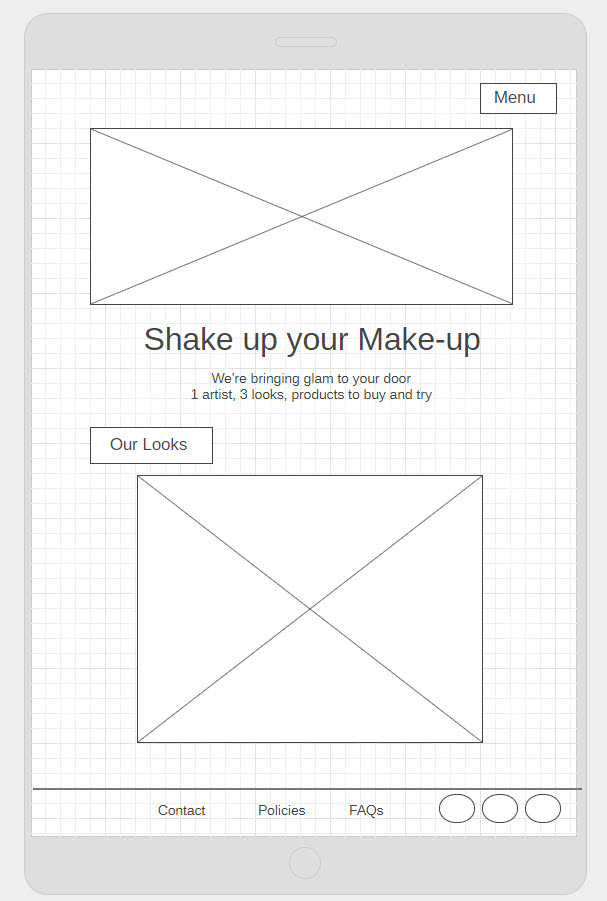 Menu
Shake up your Make-up
We're bringing glam to your door
1 artist, 3 looks, products to buy and try
Our Looks
Contact Policies FAQs